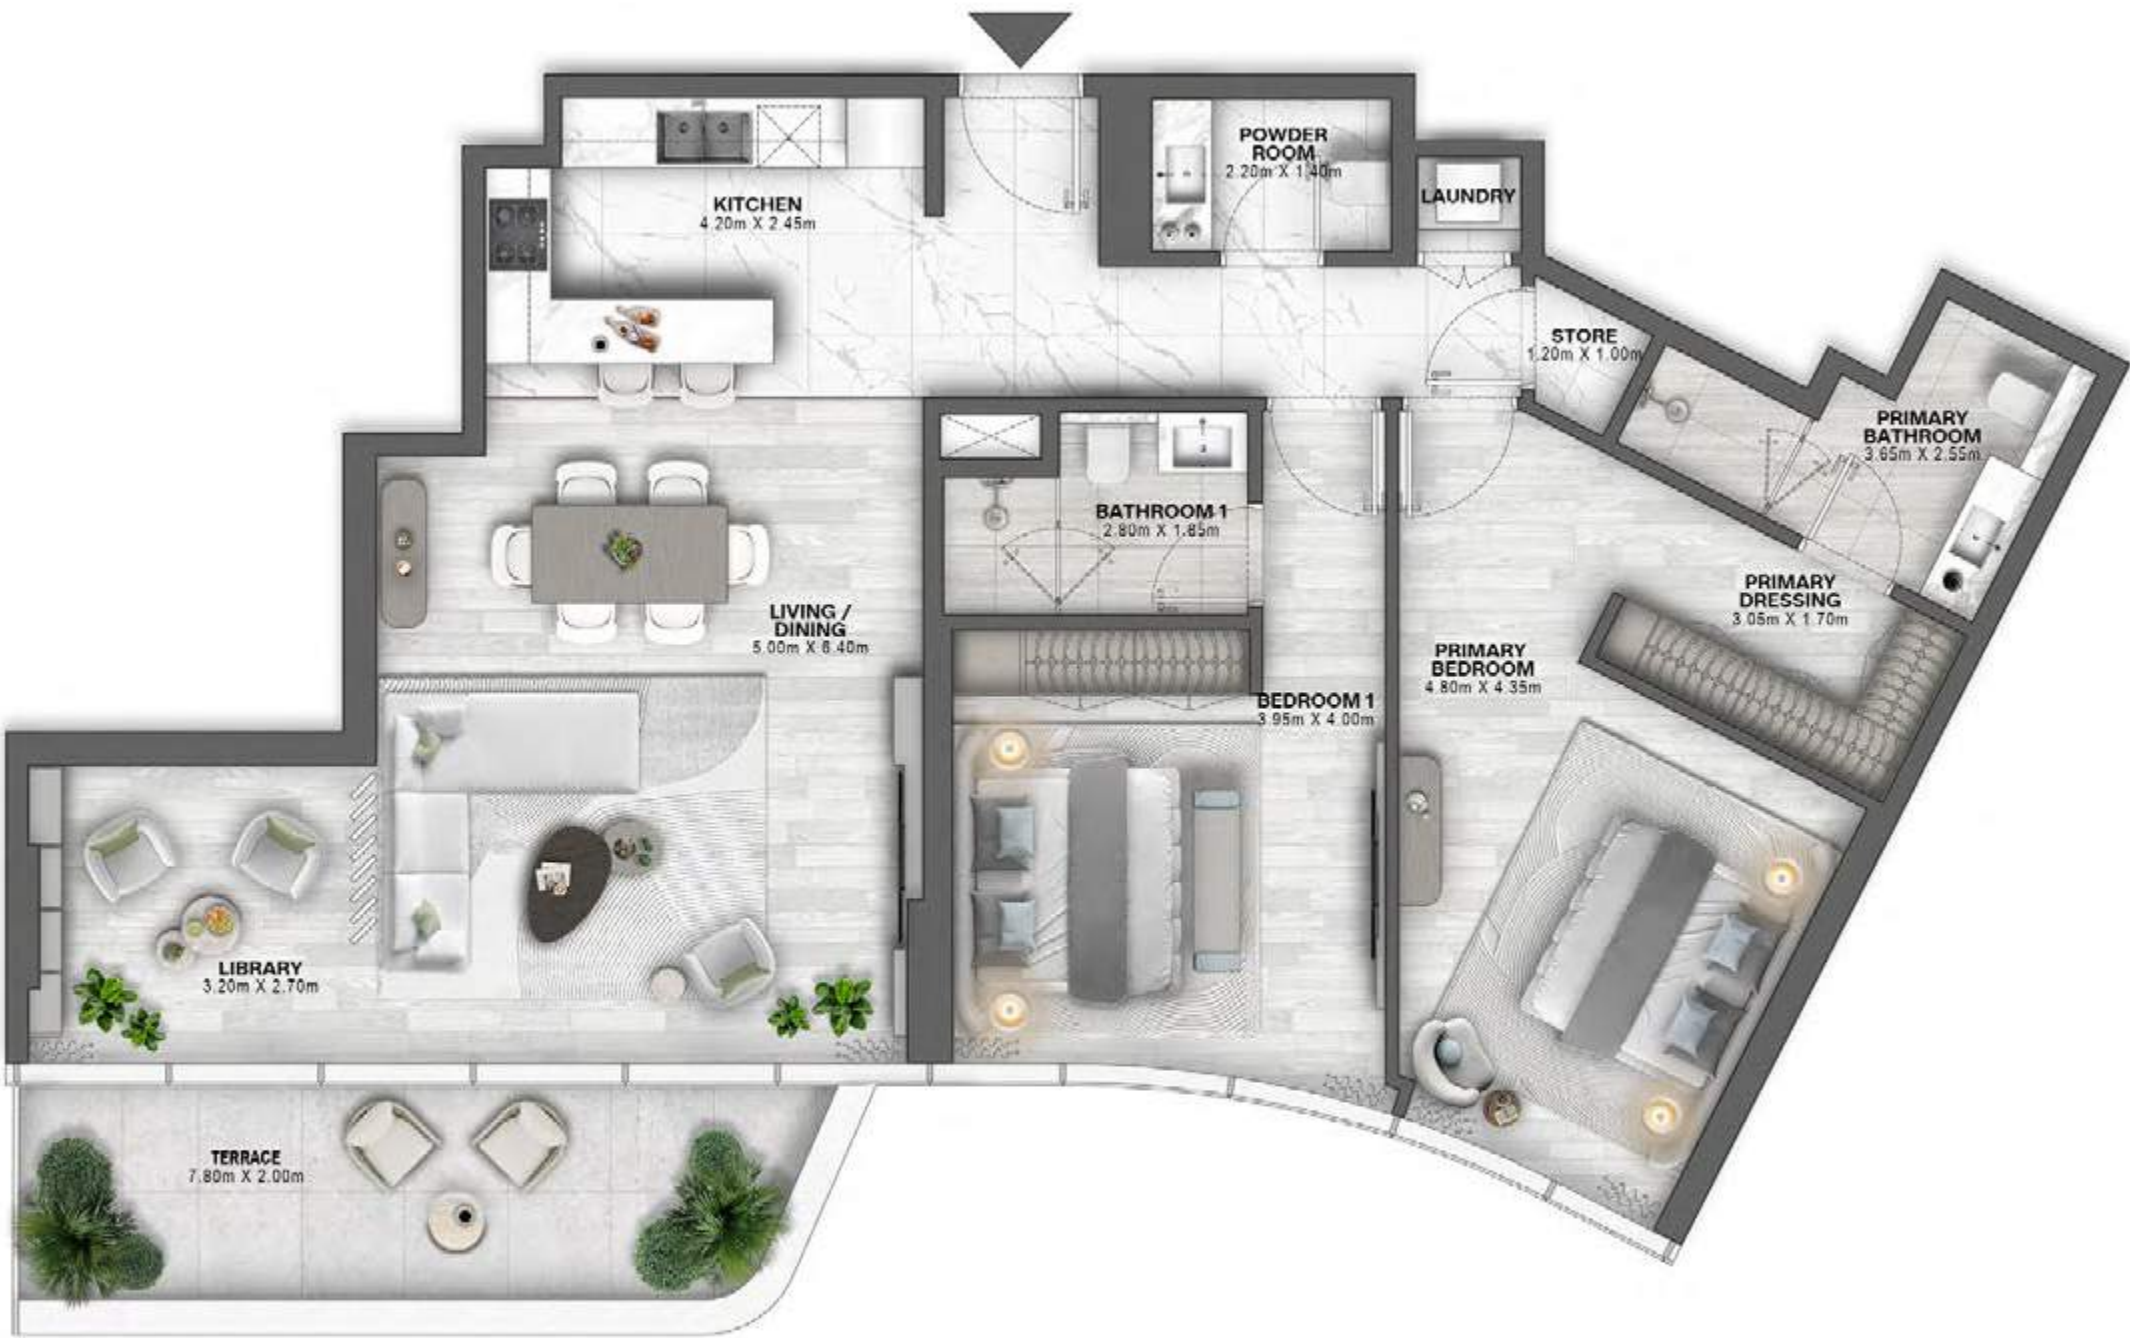 POWDER
ROOM
2.20m X 1.40m
LAUNDRY
KITCHEN
4.20m X 2.45m
STORE
1.20m X 1.00m
PRIMARY
BATHROOM
3.65m X 2.55m
BATHROOM 1
2.80m X 1.65m
PRIMARY
DRESSING
3.05m X 1.70m
LIVING /
DINING
5.00m X 6.40m
PRIMARY
BEDROOM
4.80m X 4.35m
BEDROOM 1
3.95m X 4.00m
LIBRARY
3.20m X 2.70m
TERRACE
7.80m X 2.00m